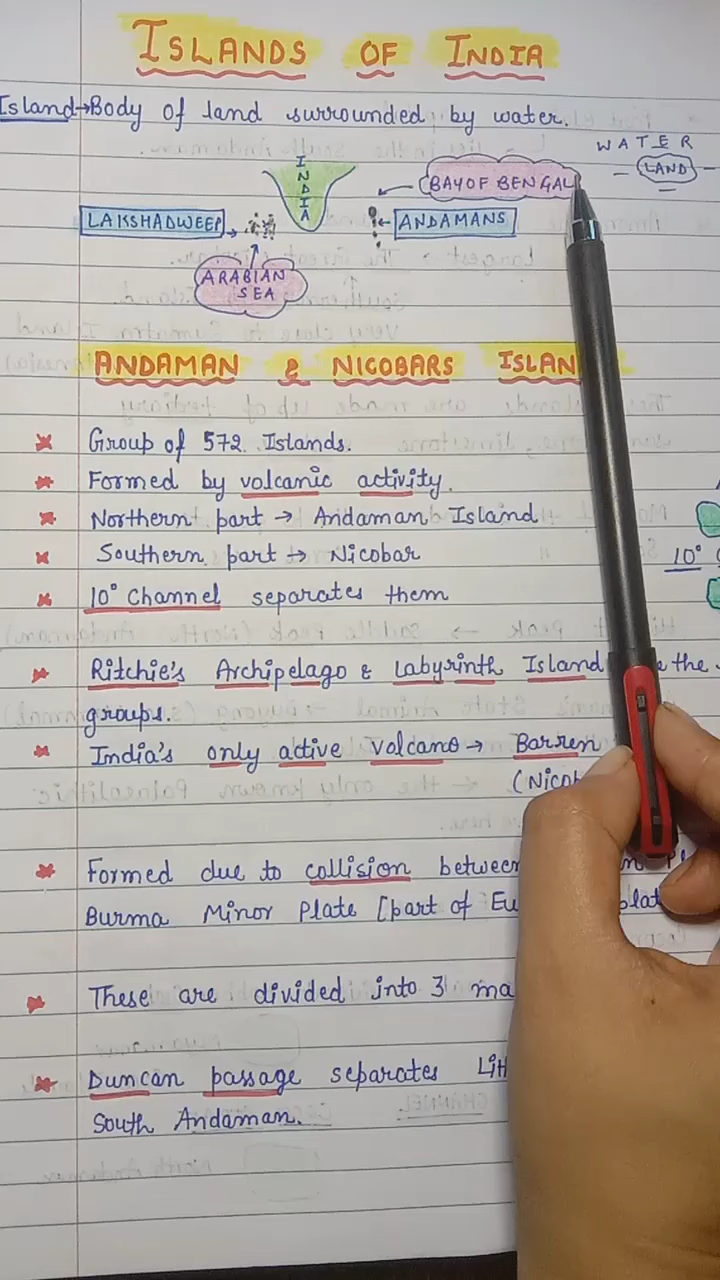 ISLANDS OF INDIA
Island→Body of land surrounded by water.
WATER
LAND
INDIA
BAY OF BENGAL
LAKSHADWEEP
ANDAMANS
ARABIAN
SEA
ANDAMAN & NICOBARS ISLAN
Group of 572 Islands.
Formed by volcanic activity.
Northern part → Andaman Island
Southern part → Nicobar
10° Channel separates them
10°
Ritchie's Archipelago & Labyrinth Island the
groups.
India's only active volcano → Barren
(Nicob
Formed due to collision between
Burma Minor Plate [part of Eu plat
These are divided into 3 ma
Duncan passage separates Litt
South Andaman.